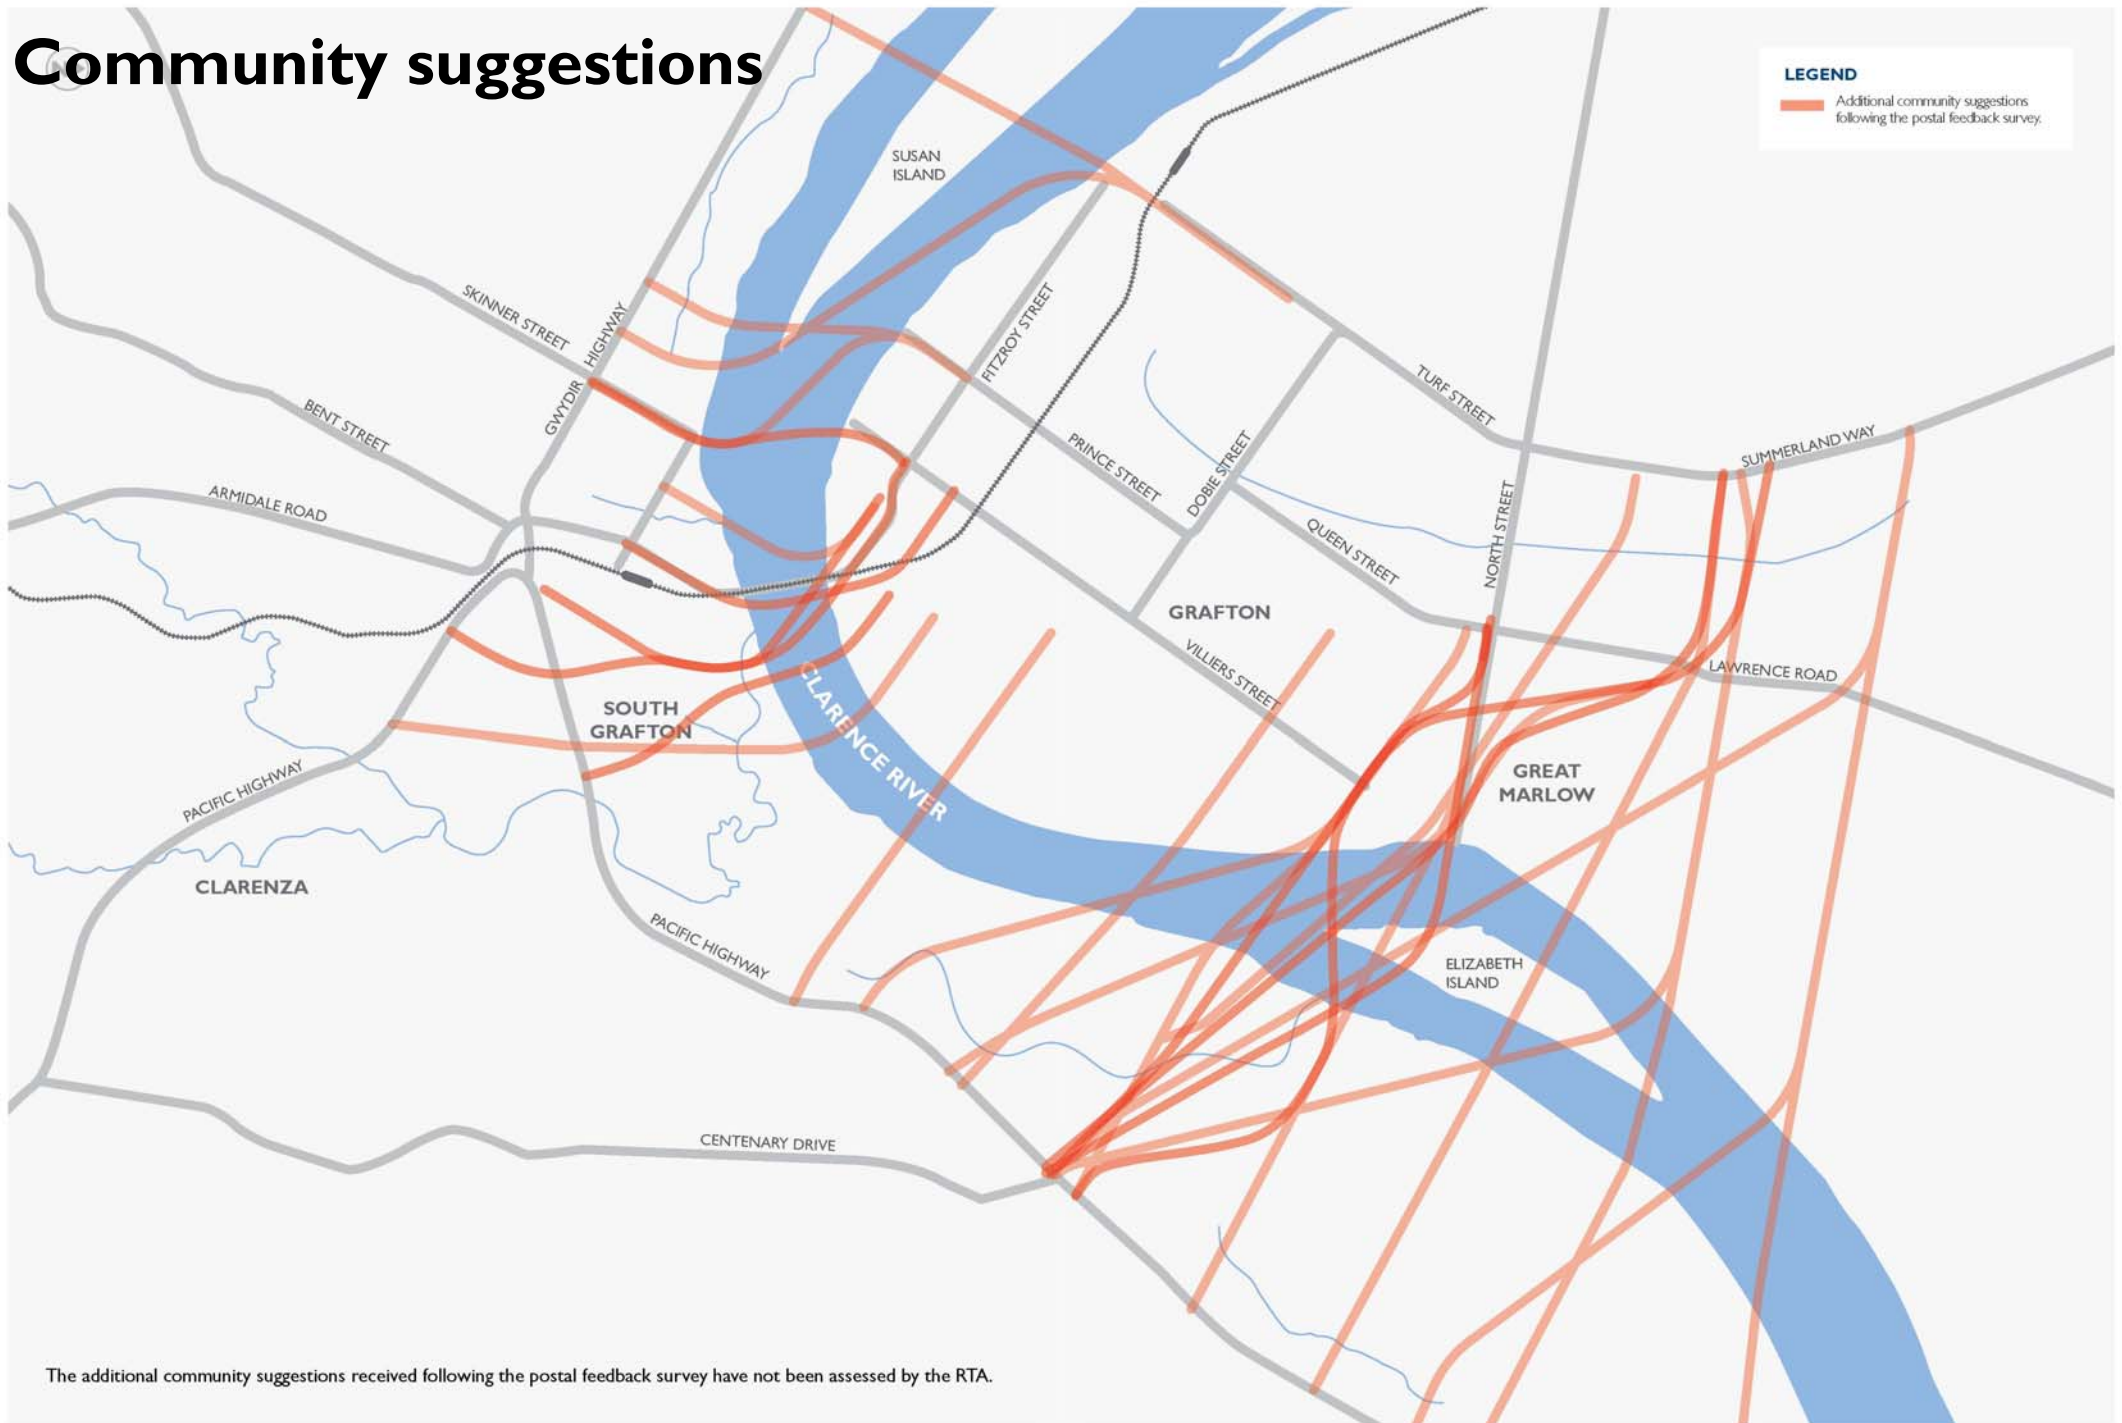 Community suggestions
LEGEND
Additional community suggestions
following the postal feedback survey.
SUSAN
ISLAND
SKINNER STREET
GWYDIR HIGHWAY
FITZROY STREET
BENT STREET
TURF STREET
ARMIDALE ROAD
PRINCE STREET
DOBIE STREET
SUMMERLAND WAY
QUEEN STREET
NORTH STREET
GRAFTON
VILLIERS STREET
LAWRENCE ROAD
SOUTH
GRAFTON
CLARENCE RIVER
GREAT
MARLOW
PACIFIC HIGHWAY
CLARENZA
PACIFIC HIGHWAY
ELIZABETH
ISLAND
CENTENARY DRIVE
The additional community suggestions received following the postal feedback survey have not been assessed by the RTA.